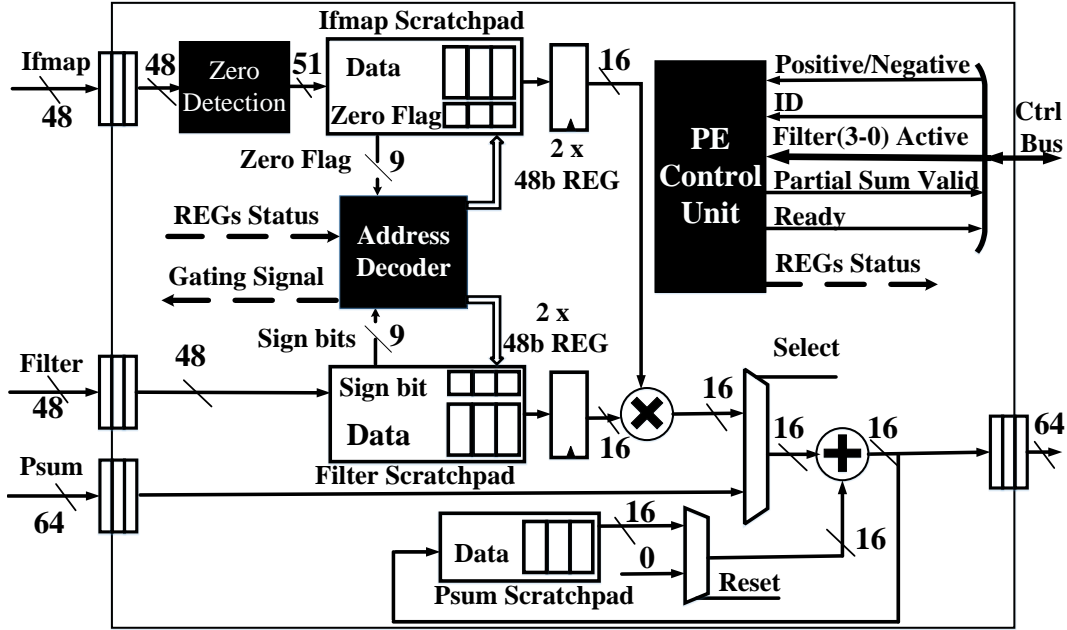 Ifmap Scratchpad
Ifmap
48
48
Zero
Detection
51
Data
Zero Flag
16
2 x
48b REG
Zero Flag
9
PE
Control
Unit
Positive/Negative
ID
Filter(3-0) Active
Partial Sum Valid
Ready
REGs Status
Ctrl
Bus
REGs Status
Gating Signal
Address
Decoder
Sign bits
9
2 x
48b REG
Filter
48
48
Sign bit
Data
Filter Scratchpad
16
16
Select
16
16
64
Psum
64
Data
Psum Scratchpad
16
0
Reset
16